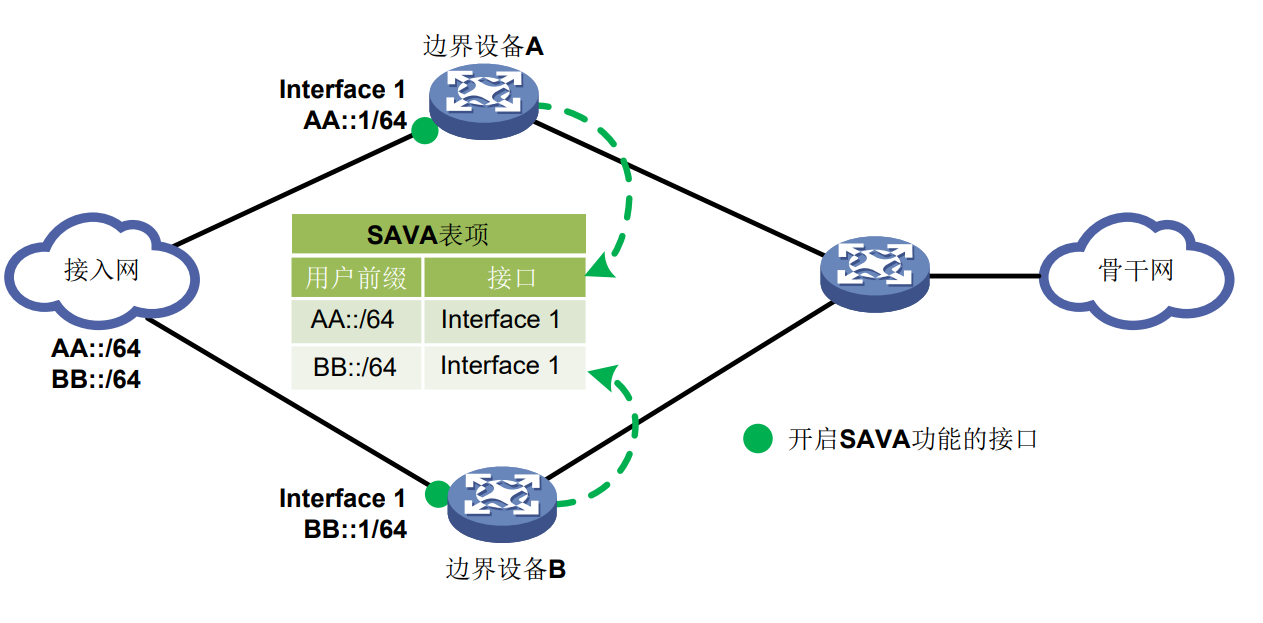 边界设备A
Interface 1
AA::1/64
SAVA表项
用户前缀 接口
AA::/64 Interface 1
BB::/64 Interface 1
接入网
AA::/64
BB::/64
骨干网
开启SAVA功能的接口
Interface 1
BB::1/64
边界设备B